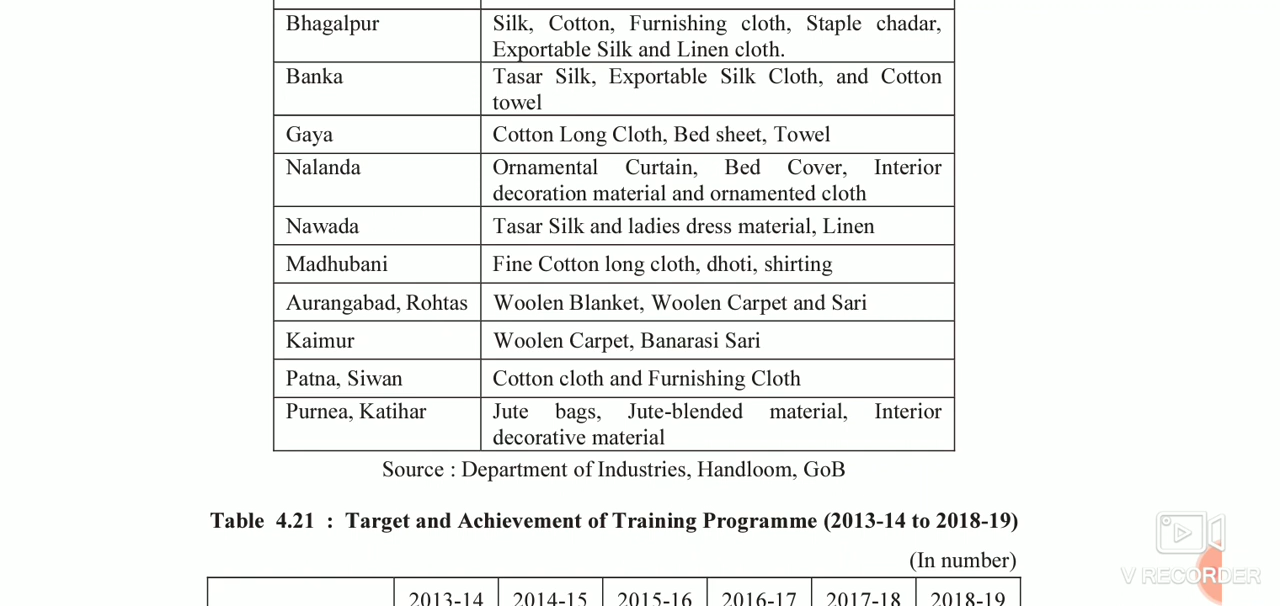 Bhagalpur
Silk, Cotton, Furnishing cloth, Staple chadar,
Exportable Silk and Linen cloth.
Banka
Tasar Silk, Exportable Silk Cloth, and Cotton
towel
Gaya
Cotton Long Cloth, Bed sheet, Towel
Nalanda
Ornamental Curtain, Bed Cover, Interior
decoration material and ornamented cloth
Nawada
Tasar Silk and ladies dress material, Linen
Madhubani
Fine Cotton long cloth, dhoti, shirting
Aurangabad, Rohtas
Woolen Blanket, Woolen Carpet and Sari
Kaimur
Woolen Carpet, Banarasi Sari
Patna, Siwan
Cotton cloth and Furnishing Cloth
Purnea, Katihar
Jute bags, Jute-blended material, Interior
decorative material
Source : Department of Industries, Handloom, GoB
Table 4.21 : Target and Achievement of Training Programme (2013-14 to 2018-19)
(In number)
2013-14 2014-15 2015-16 2016-17 2017-18 2018-19
V RECORDER